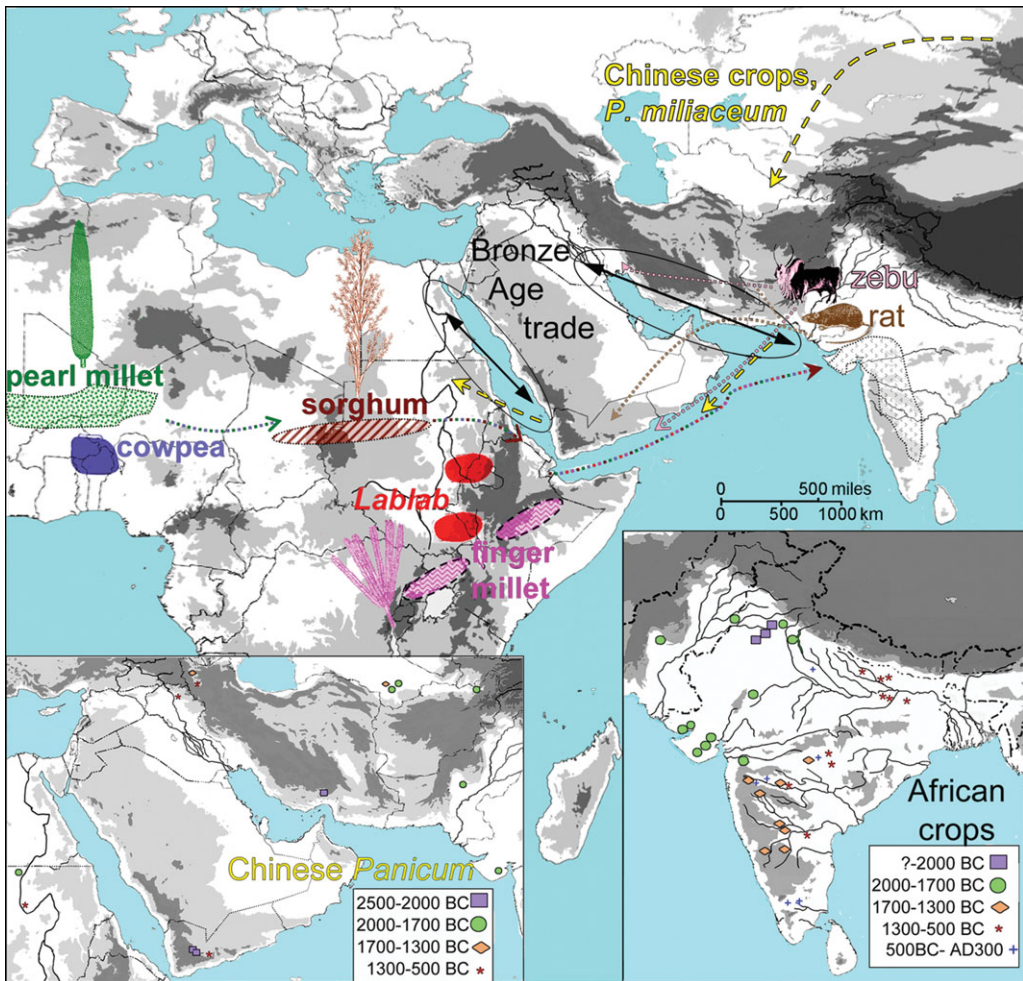 Chinese crops,
P. miliaceum
Bronze
Age
trade
zebu
rat
pearl millet
sorghum
cowpea
Lablab
finger
millet
0 500 miles
0 500 1000 km
Chinese Panicum
2500-2000 BC
2000-1700 BC
1700-1300 BC
1300-500 BC
African
crops
?-2000 BC
2000-1700 BC
1700-1300 BC
1300-500 BC
500BC- AD300